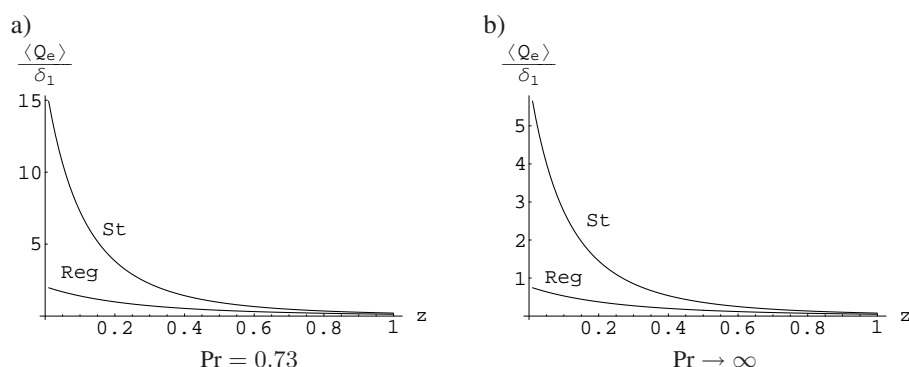 a)
⟨Qe⟩
δ1
15
10
5
St
Reg
0.2 0.4 0.6 0.8 1 z
Pr = 0.73
b)
⟨Qe⟩
δ1
5
4
3
2
1
St
Reg
0.2 0.4 0.6 0.8 1 z
Pr → ∞